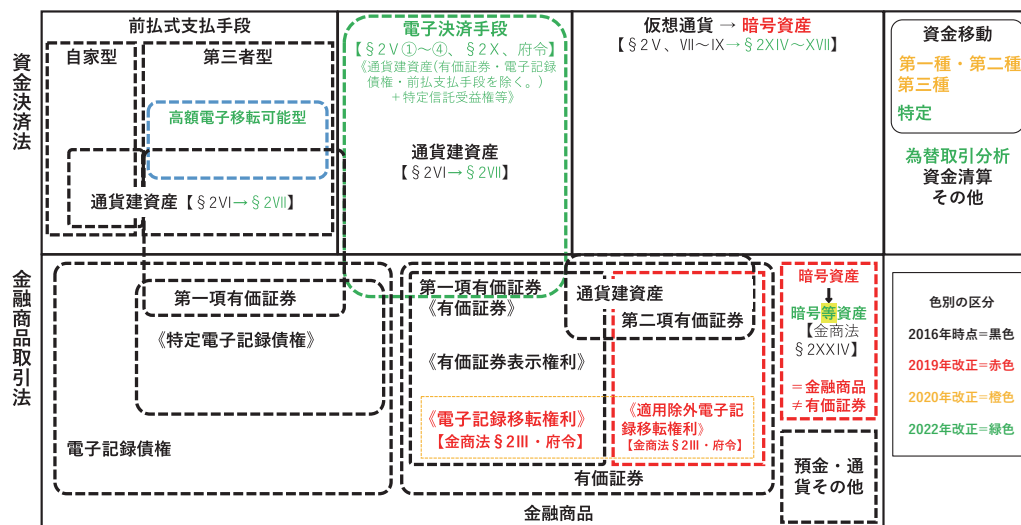 資金決済法
前払式支払手段
自家型
第三者型
高額電子移転可能型
通貨建資産【§2VI→§2VII】
電子決済手段
【§2V①～④、§2X、府令】
《通貨建資産(有価証券・電子記録
債権・前払支払手段を除く。)
＋特定信託受益権等》
通貨建資産
【§2VI→§2VII】
仮想通貨 → 暗号資産
【§2V、VII～IX→§2XIV～XVII】
資金移動
第一種・第二種
第三種
特定
為替取引分析
資金清算
その他
金融商品取引法
第一項有価証券
《特定電子記録債権》
電子記録債権
第一項有価証券
《有価証券》
《有価証券表示権利》
《電子記録移転権利》
【金商法§2III・府令】
通貨建資産
第二項有価証券
《適用除外電子記
録移転権利》
【金商法§2III・府令】
有価証券
金融商品
暗号資産
暗号等資産
【金商法
§2XXIV】
＝金融商品
≠有価証券
預金・通
貨その他
色別の区分
2016年時点=黒色
2019年改正=赤色
2020年改正=橙色
2022年改正=緑色